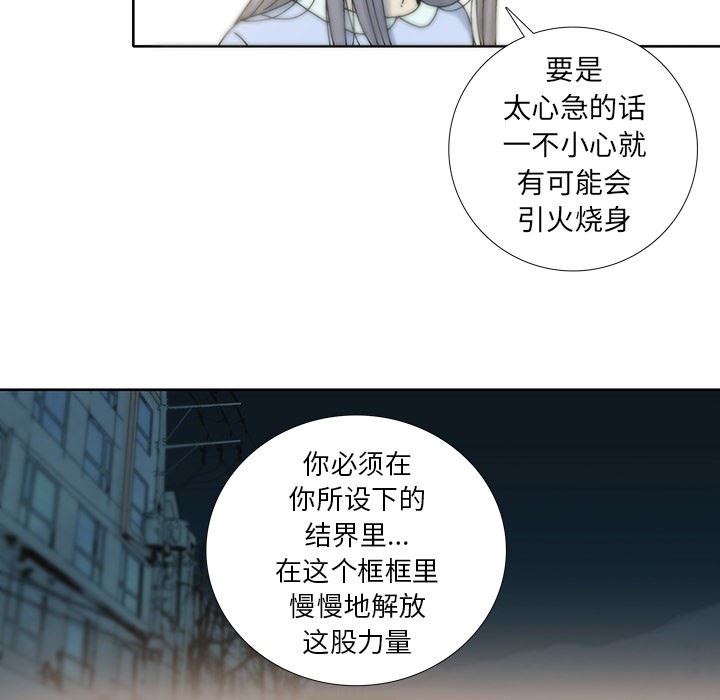 要是
太心急的话
一不小心就
有可能会
引火烧身
你必须在
你所设下的
结界里...
在这个框框里
慢慢地解放
这股力量